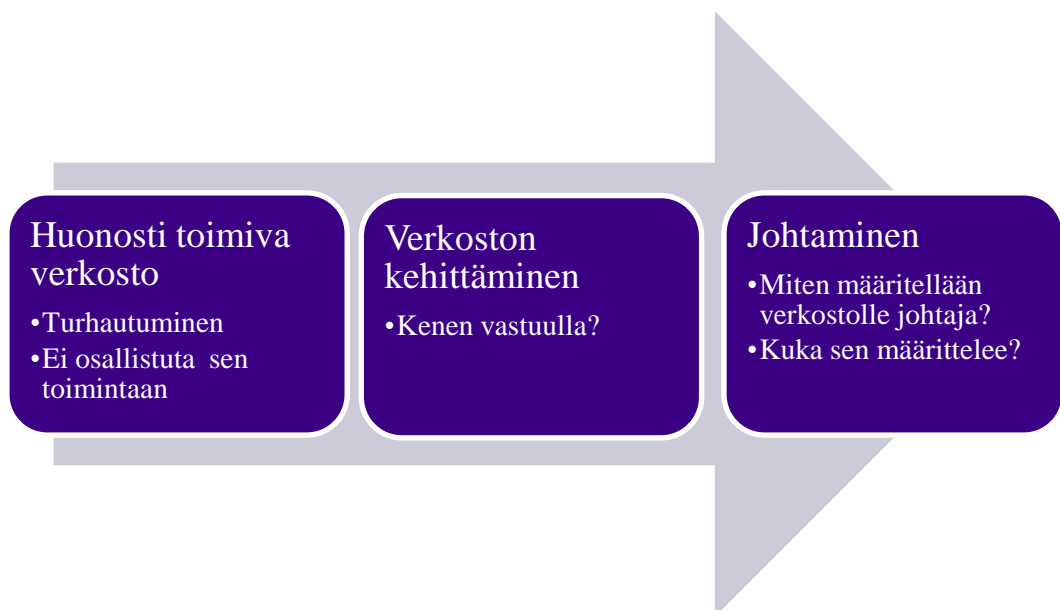 Huonosti toimiva
verkosto
•Turhautuminen
•Ei osallistuta  sen
toimintaan
Verkoston
kehittäminen
•Kenen vastuulla?
Johtaminen
•Miten määritellään
verkostolle johtaja?
•Kuka sen määrittelee?